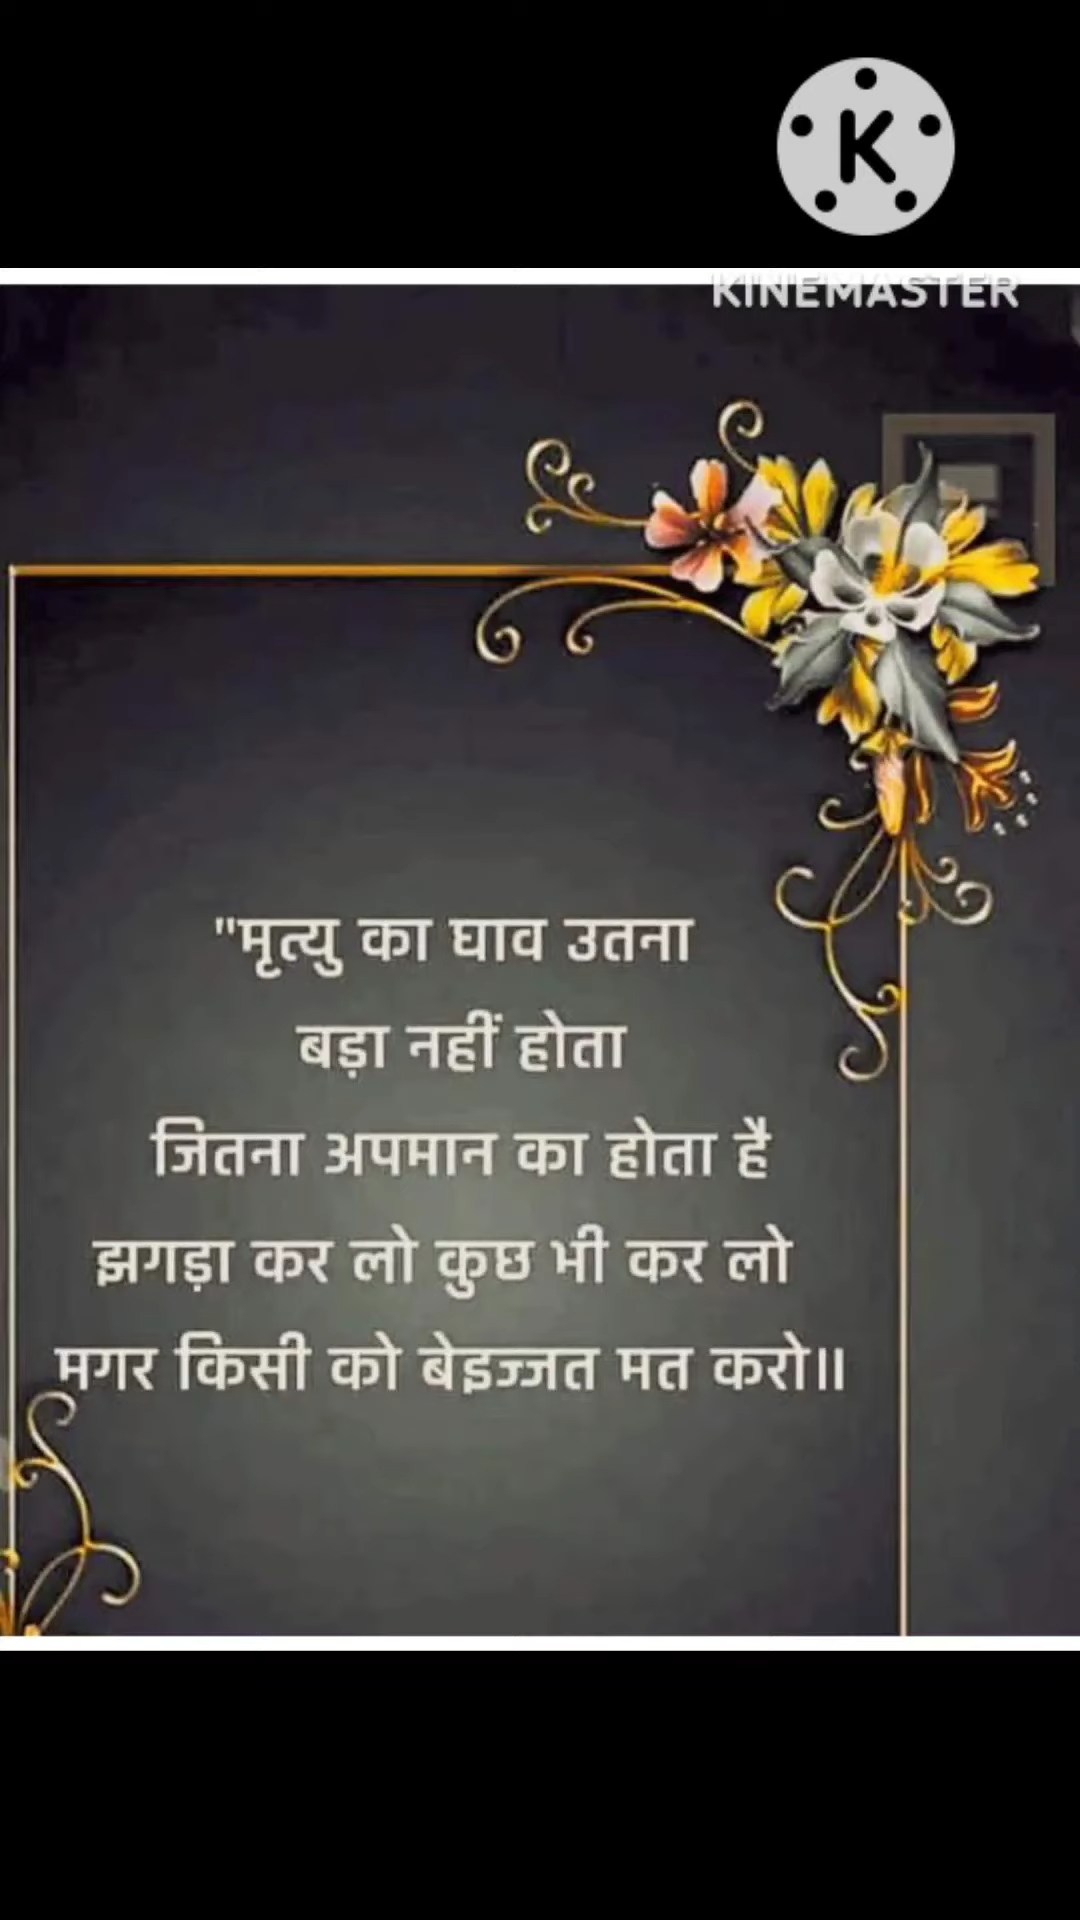 K
KINEMASTER
"मृत्यु का घाव उतना
बड़ा नहीं होता
जितना अपमान का होता है
झगड़ा कर लो कुछ भी कर लो
मगर किसी को बेइज्जत मत करो॥